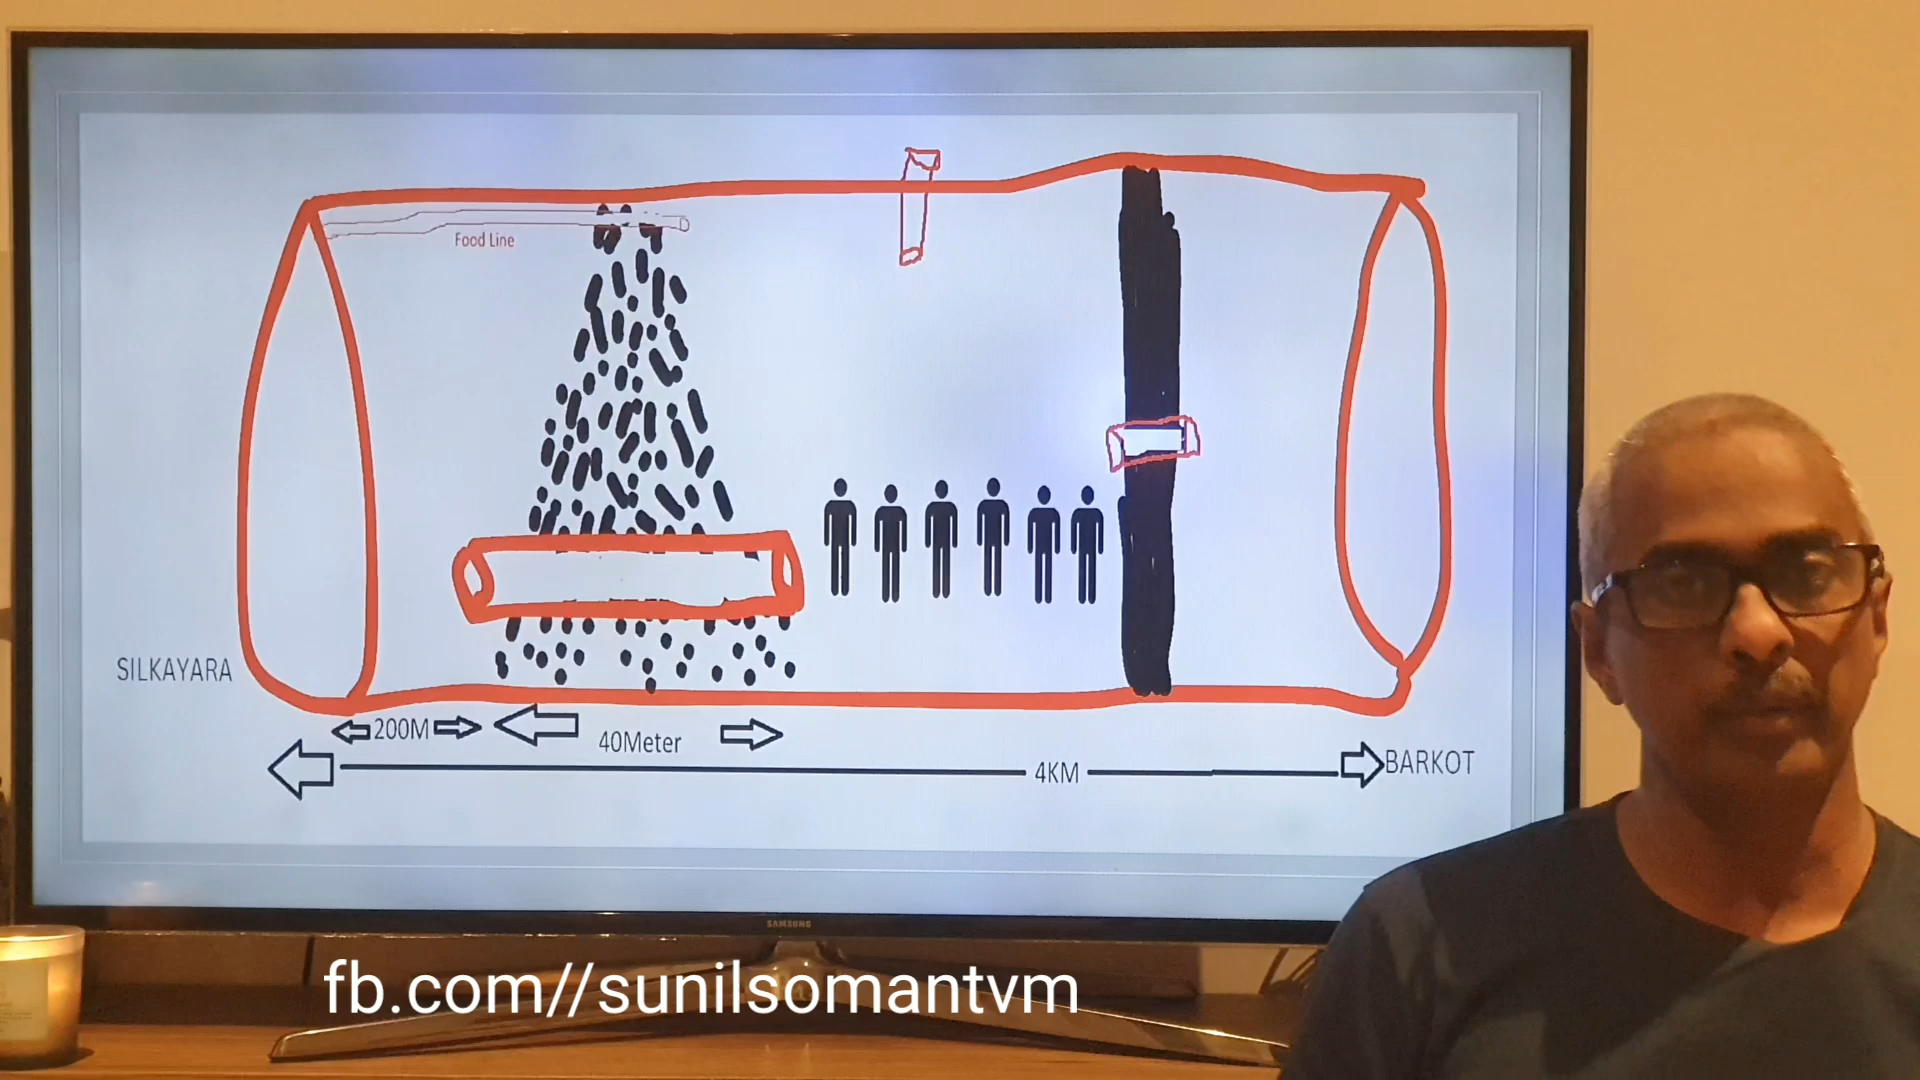 Food Line
SILKAYARA
200M
40Meter
4KM
BARKOT
SAMSUNG
fb.com//sunilsomantvm